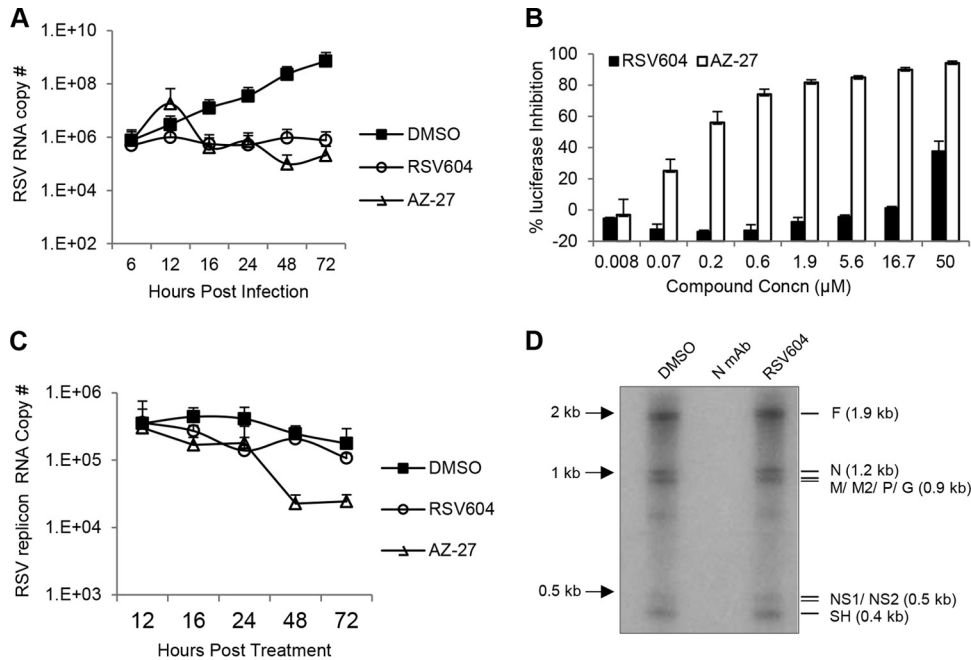 A
1.E+10
1.E+08
1.E+06
1.E+04
1.E+02
RSV RNA copy #
6 12 16 24 48 72
Hours Post Infection
DMSO
RSV604
AZ-27
B
RSV604 AZ-27
100
80
60
40
20
0
-20
% luciferase Inhibition
0.008 0.07 0.2 0.6 1.9 5.6 16.7 50
Compound Concn (µM)
C
1.E+06
1.E+05
1.E+04
1.E+03
RSV replicon RNA Copy #
12 16 24 48 72
Hours Post Treatment
DMSO
RSV604
AZ-27
D
DMSO
N mAb
RSV604
2 kb
1 kb
0.5 kb
F (1.9 kb)
N (1.2 kb)
M/ M2/ P/ G (0.9 kb)
NS1/ NS2 (0.5 kb)
SH (0.4 kb)